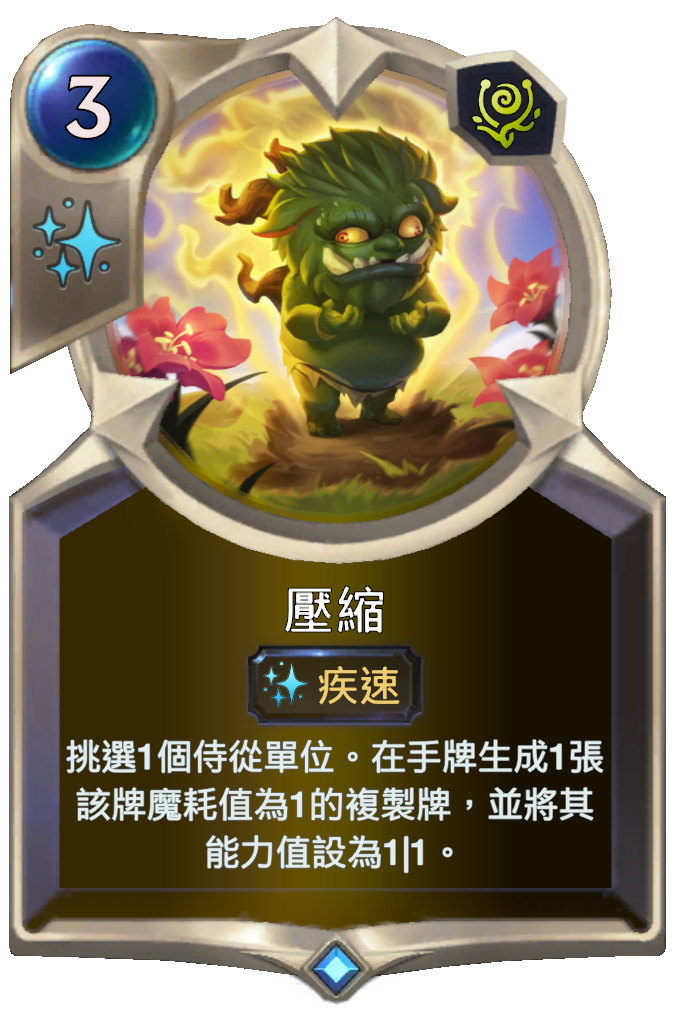 3
壓縮
疾速
挑選1個侍從單位。在手牌生成1張
該牌魔耗值為1的複製牌，並將其
能力值設為1|1。